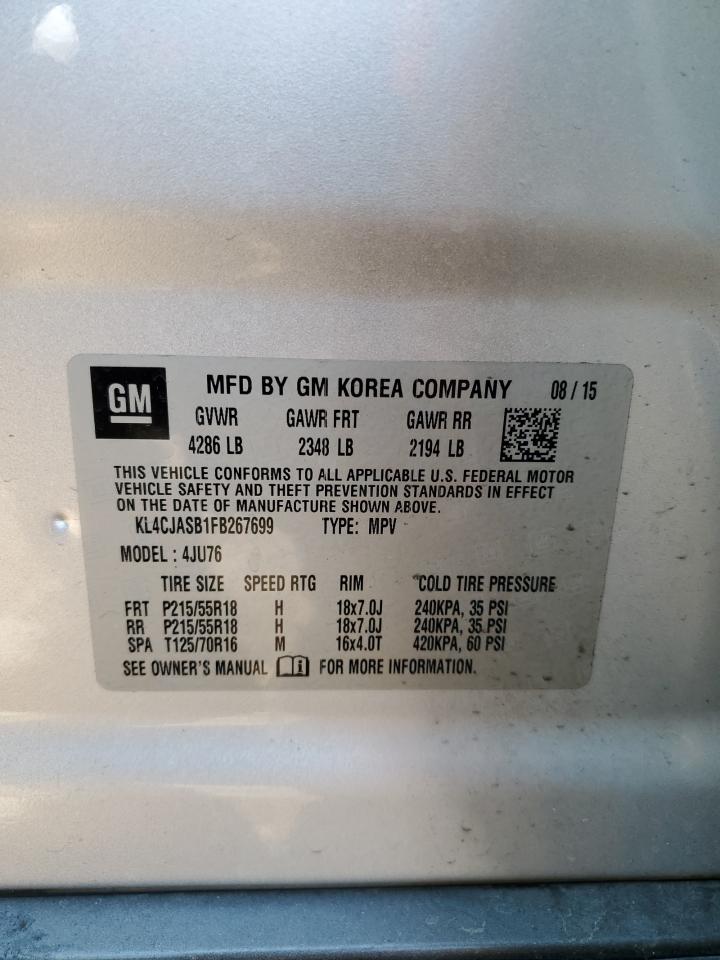 GM MFD BY GM KOREA COMPANY 08 / 15
GVWR GAWR FRT GAWR RR
4286 LB 2348 LB 2194 LB
THIS VEHICLE CONFORMS TO ALL APPLICABLE U.S. FEDERAL MOTOR
VEHICLE SAFETY AND THEFT PREVENTION STANDARDS IN EFFECT
ON THE DATE OF MANUFACTURE SHOWN ABOVE.
KL4CJASB1FB267699 TYPE: MPV
MODEL : 4JU76
TIRE SIZE SPEED RTG RIM COLD TIRE PRESSURE
FRT P215/55R18 H 18x7.0J 240KPA, 35 PSI
RR P215/55R18 H 18x7.0J 240KPA, 35 PSI
SPA T125/70R16 M 16x4.0T 420KPA, 60 PSI
SEE OWNER'S MANUAL i FOR MORE INFORMATION.